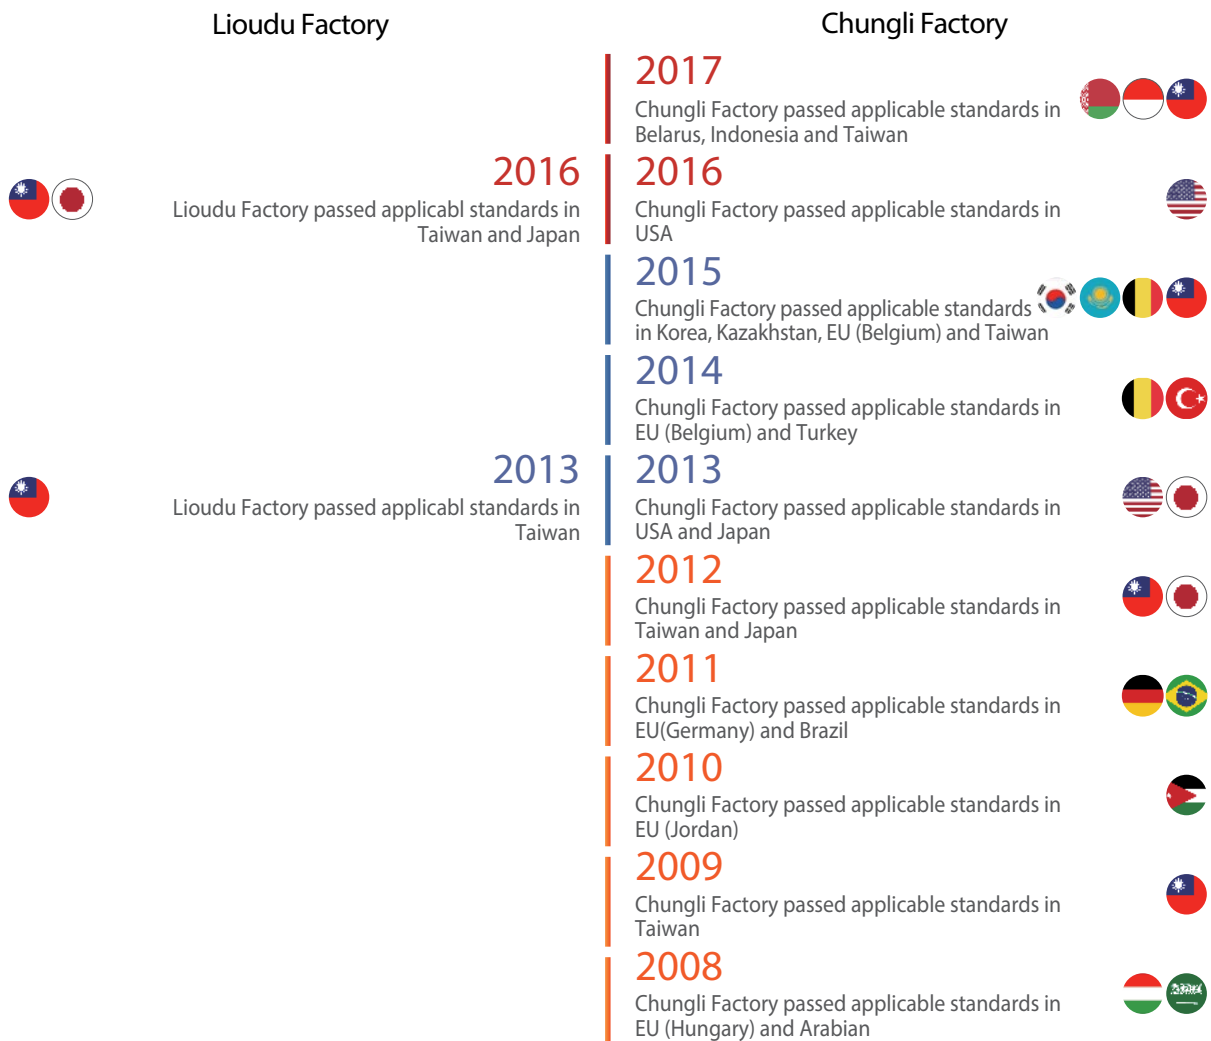 Lioudu Factory
Chungli Factory
2017
Chungli Factory passed applicable standards in
Belarus, Indonesia and Taiwan
2016
Lioudu Factory passed applicabl standards in
Taiwan and Japan
2016
Chungli Factory passed applicable standards in
USA
2015
Chungli Factory passed applicable standards
in Korea, Kazakhstan, EU (Belgium) and Taiwan
2014
Chungli Factory passed applicable standards in
EU (Belgium) and Turkey
2013
Lioudu Factory passed applicabl standards in
Taiwan
2013
Chungli Factory passed applicable standards in
USA and Japan
2012
Chungli Factory passed applicable standards in
Taiwan and Japan
2011
Chungli Factory passed applicable standards in
EU(Germany) and Brazil
2010
Chungli Factory passed applicable standards in
EU (Jordan)
2009
Chungli Factory passed applicable standards in
Taiwan
2008
Chungli Factory passed applicable standards in
EU (Hungary) and Arabian